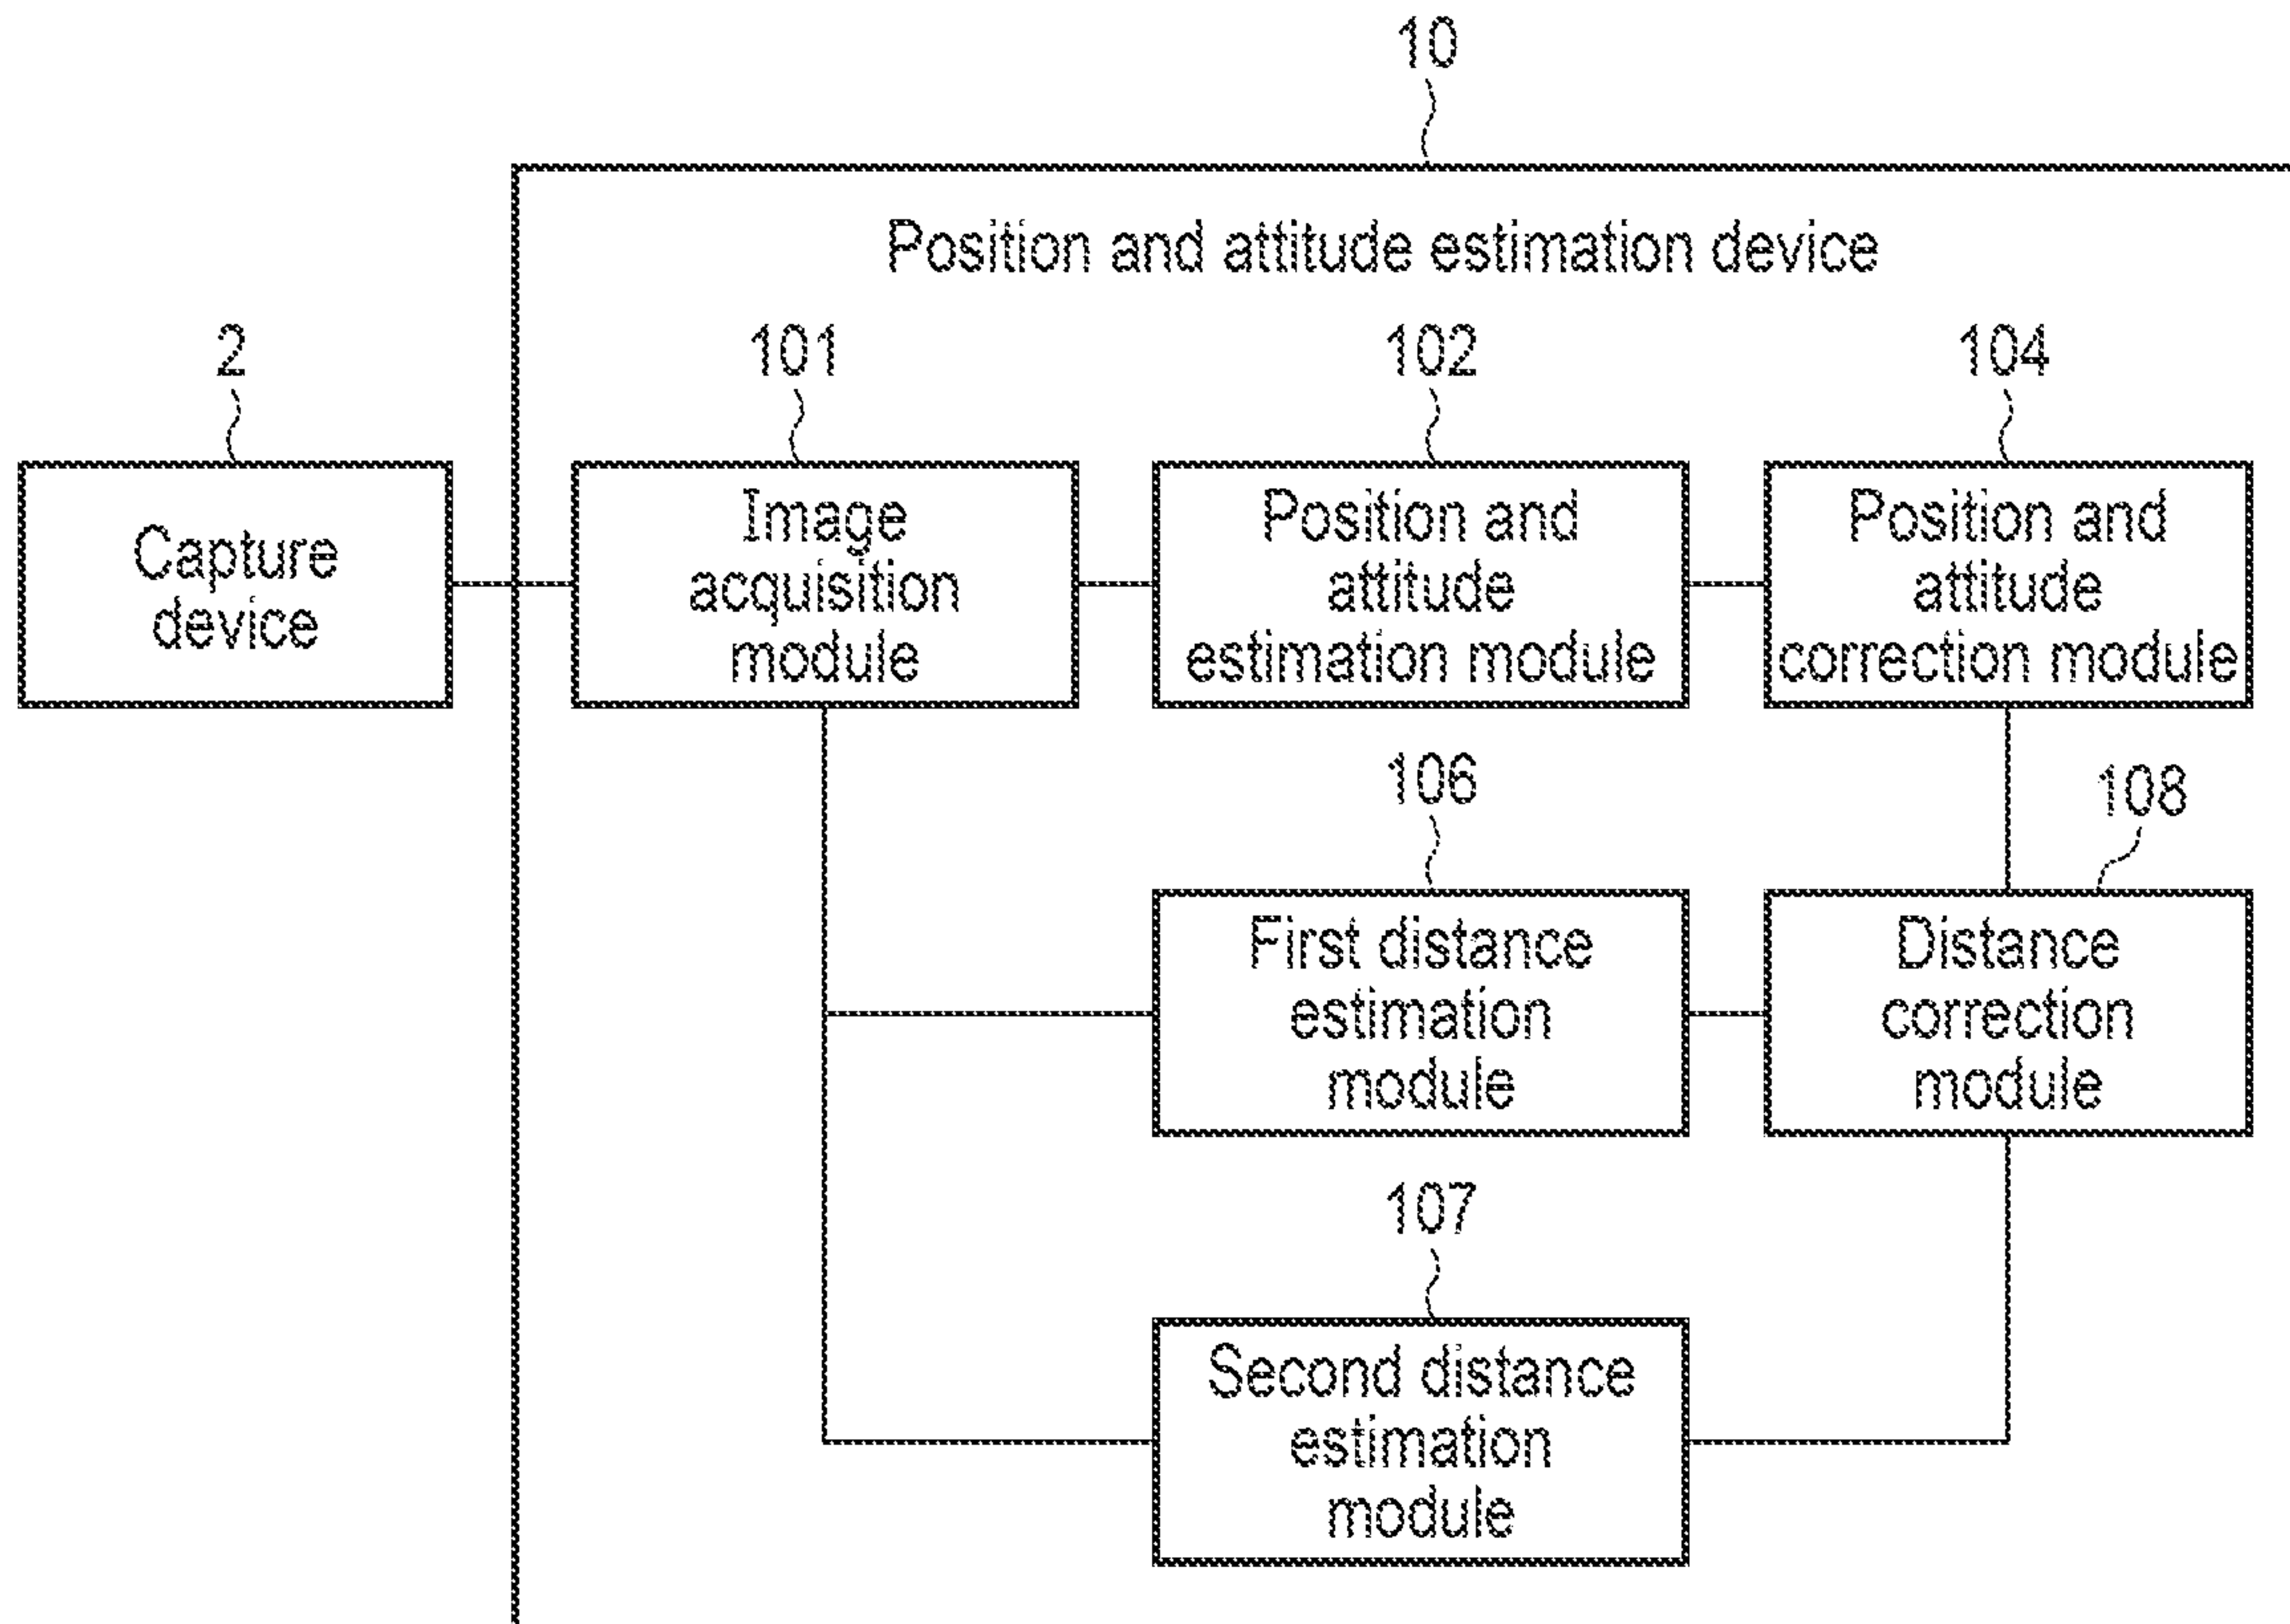 10
Position and attitude estimation device
2
101
102
104
Capture
device
Image
acquisition
module
Position and
attitude
estimation module
Position and
attitude
correction module
106
108
First distance
estimation
module
Distance
correction
module
107
Second distance
estimation
module